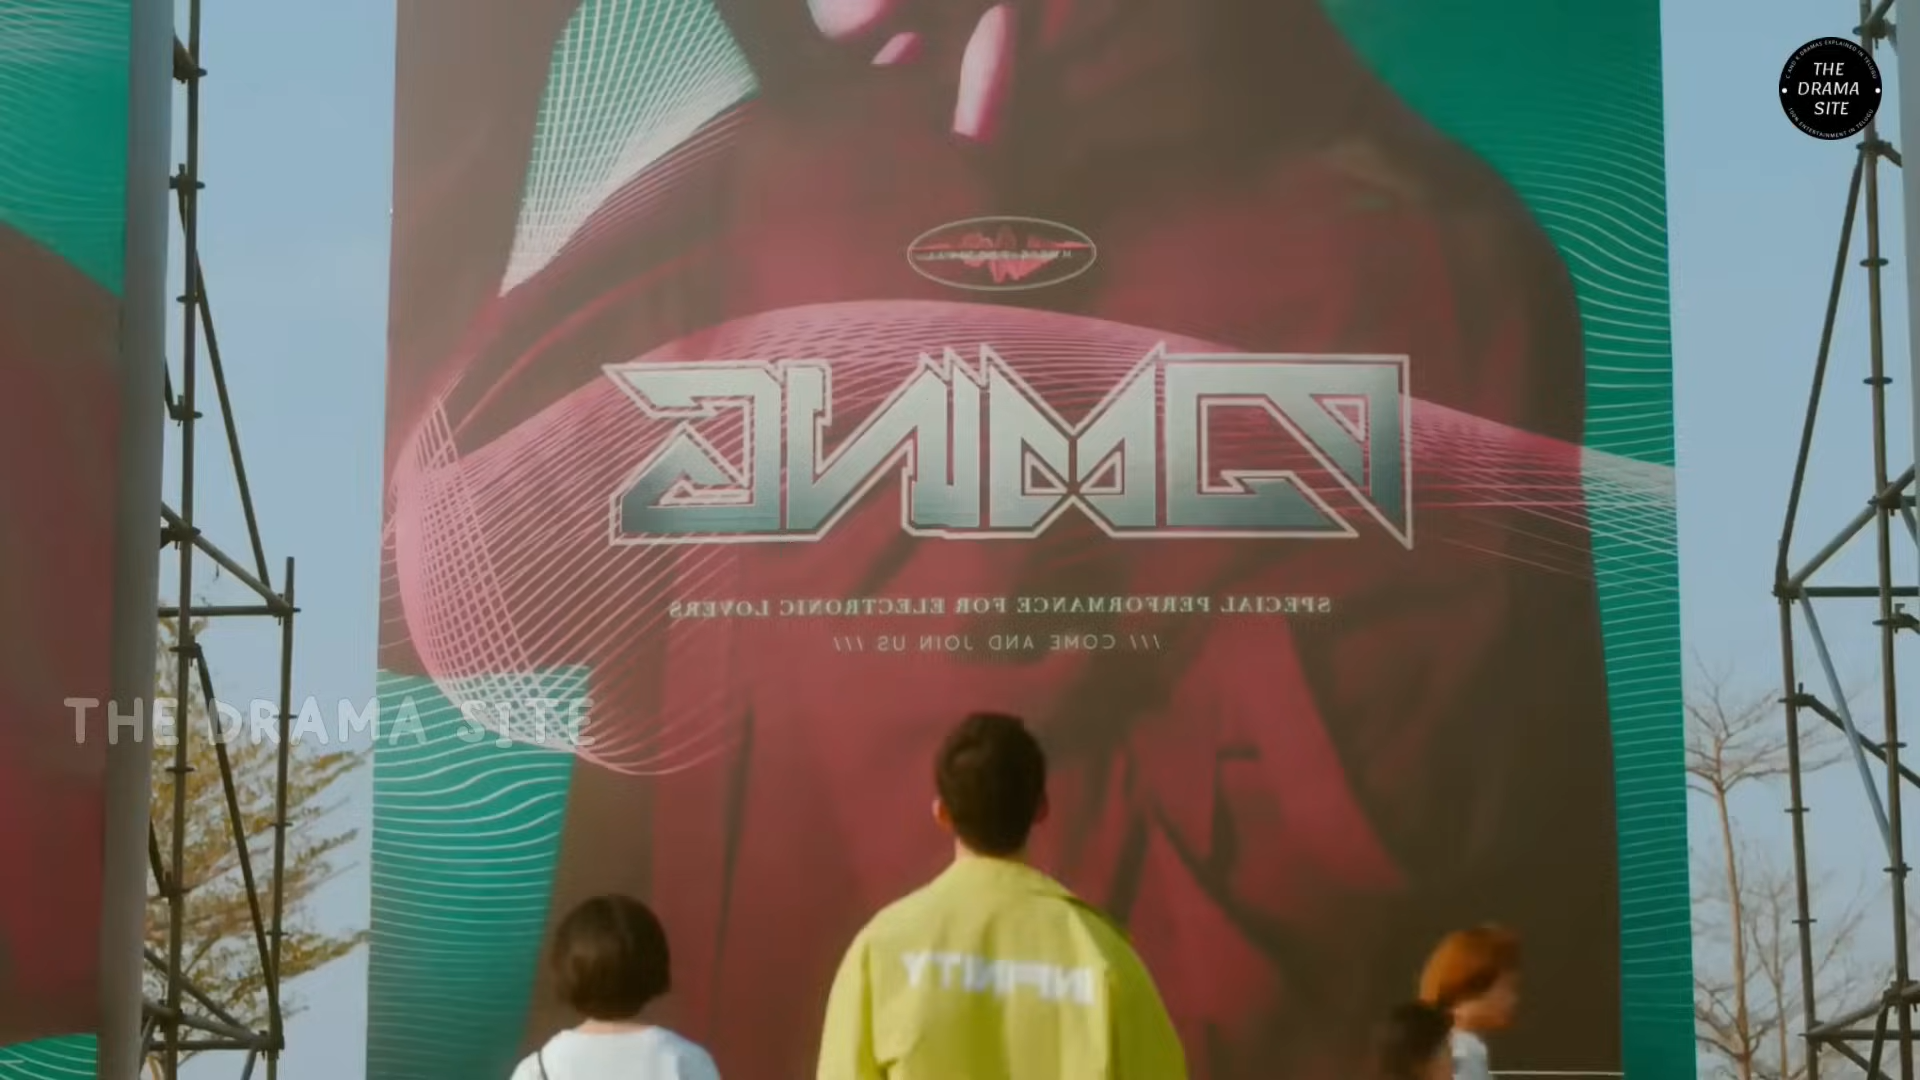 THE
DRAMA
SITE
SPECIAL PERFORMANCE FOR ELECTRONIC LOVERS
/// COME AND JOIN US ///
THE DRAMA SITE
INFINITY